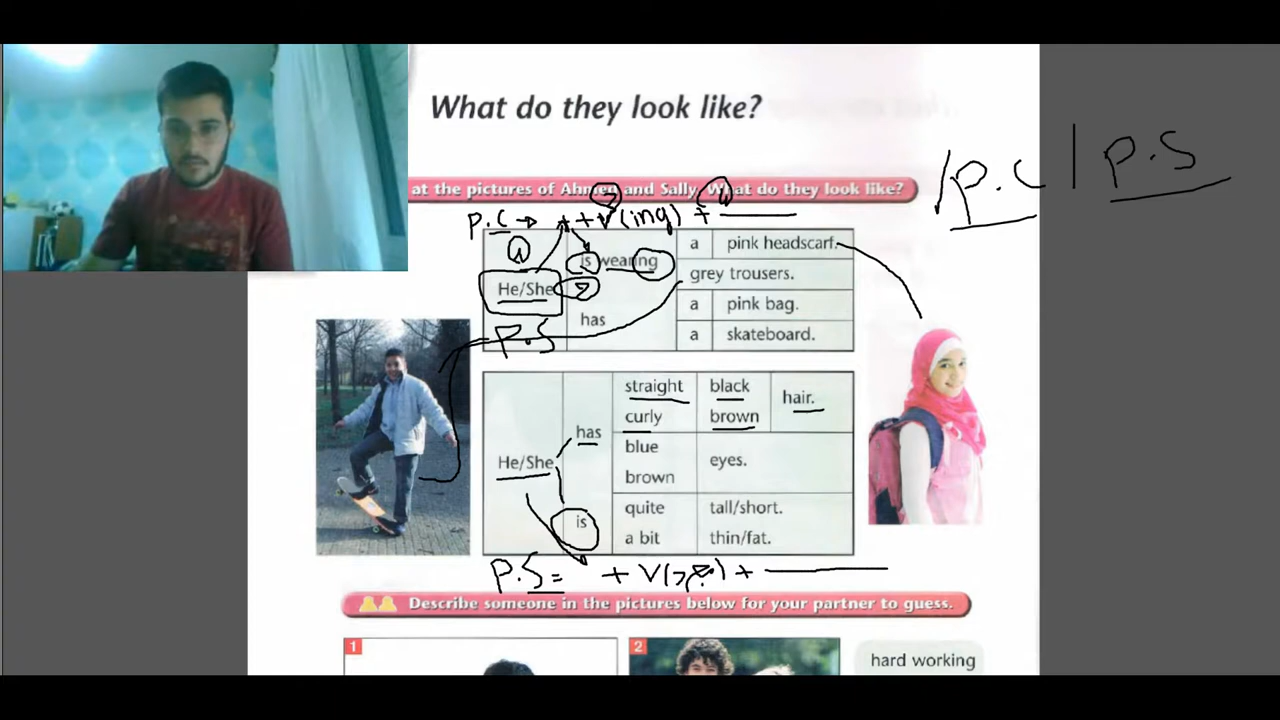 What do they look like?
p.c | p.s
at the pictures of Ahmed and Sally. What do they look like?
p.c → + v(ing) +
He/She
is wearing
has
a pink headscarf.
grey trousers.
a pink bag.
a skateboard.
p.s
He/She
has
straight black hair.
curly brown
blue
brown
eyes.
is
quite tall/short.
a bit thin/fat.
P.S =
Describe someone in the pictures below for your partner to guess.
1
2
hard working